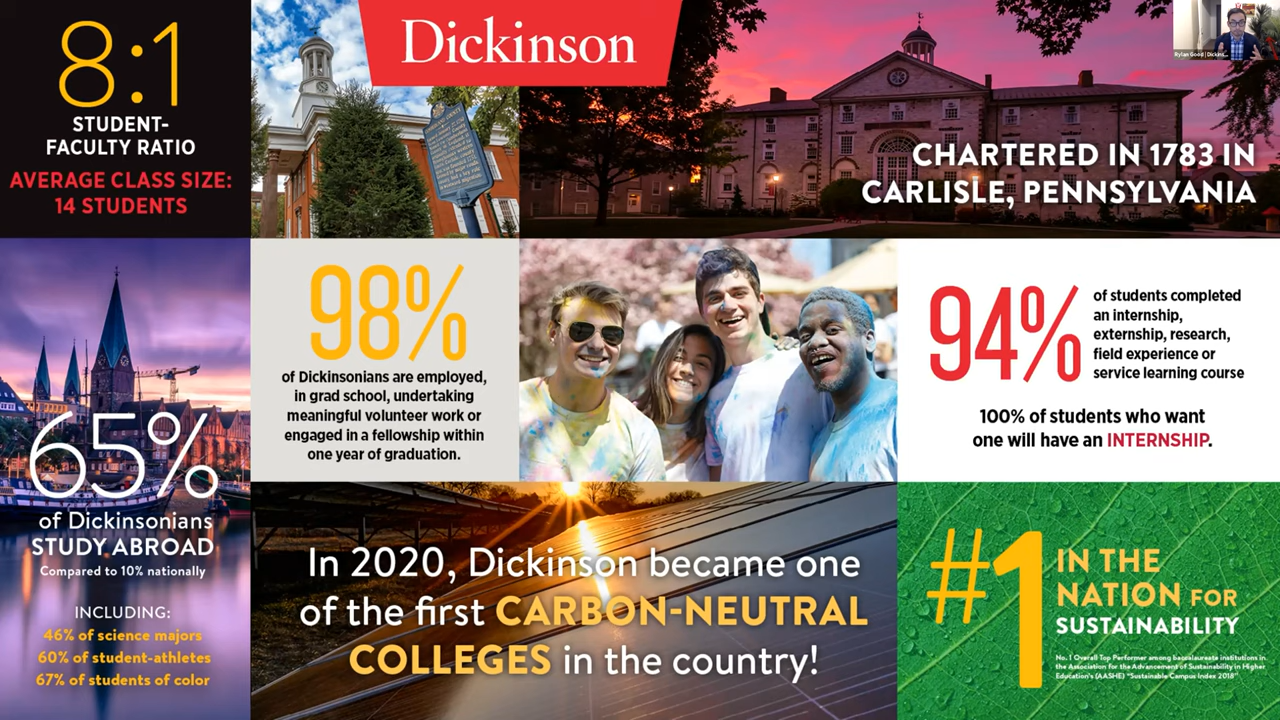 8:1
STUDENT-
FACULTY RATIO
AVERAGE CLASS SIZE:
14 STUDENTS
Dickinson
CHARTERED IN 1783 IN
CARLISLE, PENNSYLVANIA
Rylan Good | Dickins...
65%
of Dickinsonians
STUDY ABROAD
Compared to 10% nationally
INCLUDING:
46% of science majors
60% of student-athletes
67% of students of color
98%
of Dickinsonians are employed,
in grad school, undertaking
meaningful volunteer work or
engaged in a fellowship within
one year of graduation.
94%
of students completed
an internship,
externship, research,
field experience or
service learning course
100% of students who want
one will have an INTERNSHIP.
In 2020, Dickinson became one
of the first CARBON-NEUTRAL
COLLEGES in the country!
#1
IN THE
NATION FOR
SUSTAINABILITY
No. 1 Overall Top Performer among baccalaureate institutions in
the Association for the Advancement of Sustainability in Higher
Education's (AASHE) "Sustainable Campus Index 2018"